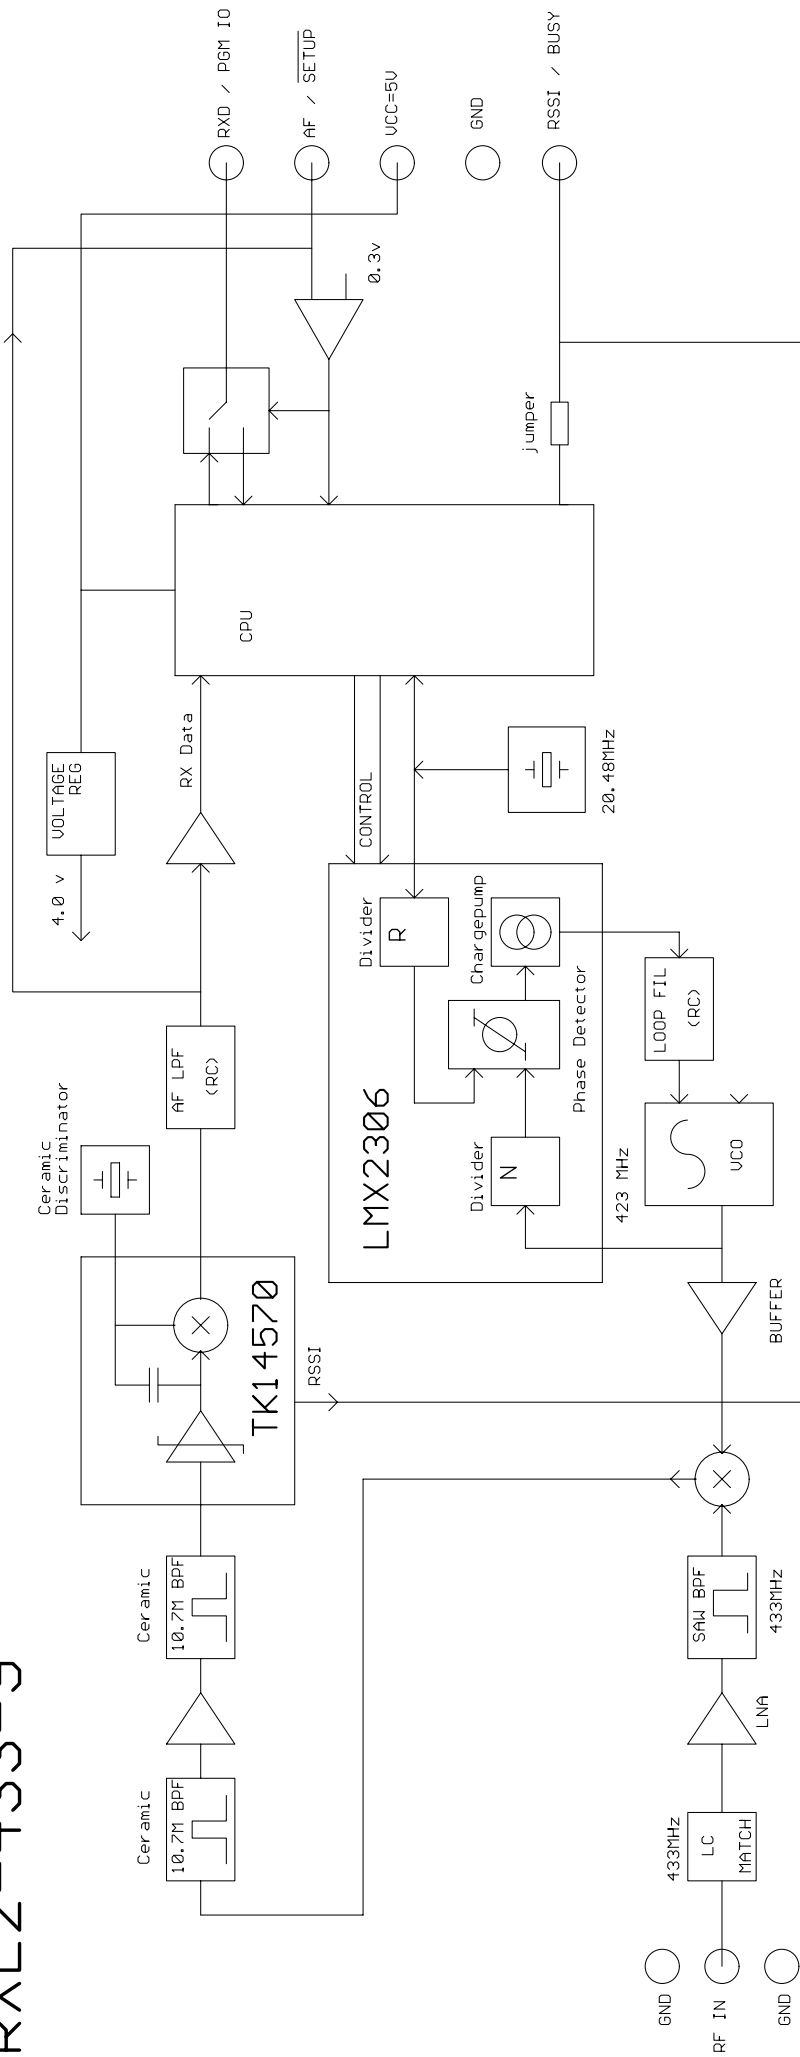 RXL2-433-9
RXD / PGM IO
AF / SETUP
VCC=5V
GND
RSSI / BUSY
0.3v
jumper
CPU
VOLTAGE
REG
4.0 v
RX Data
CONTROL
20.48MHz
Divider
R
Chargepump
Phase Detector
LMX2306
Divider
N
LOOP FIL
(RC)
423 MHz
VCO
BUFFER
AF LPF
(RC)
Ceramic
Discriminator
TK14570
RSSI
Ceramic
10.7M BPF
Ceramic
10.7M BPF
SAW BPF
433MHz
LNA
433MHz
LC
MATCH
GND
RF IN
GND